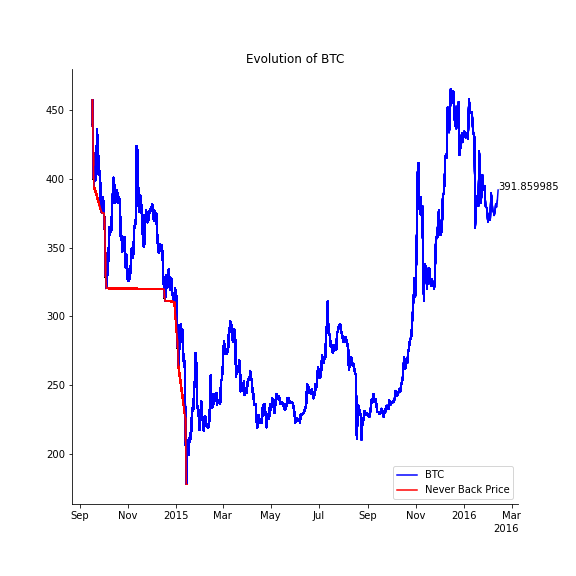 Evolution of BTC
450
400
350
300
250
200
391.859985
BTC
Never Back Price
Sep
Nov
2015
Mar
May
Jul
Sep
Nov
2016
Mar
2016